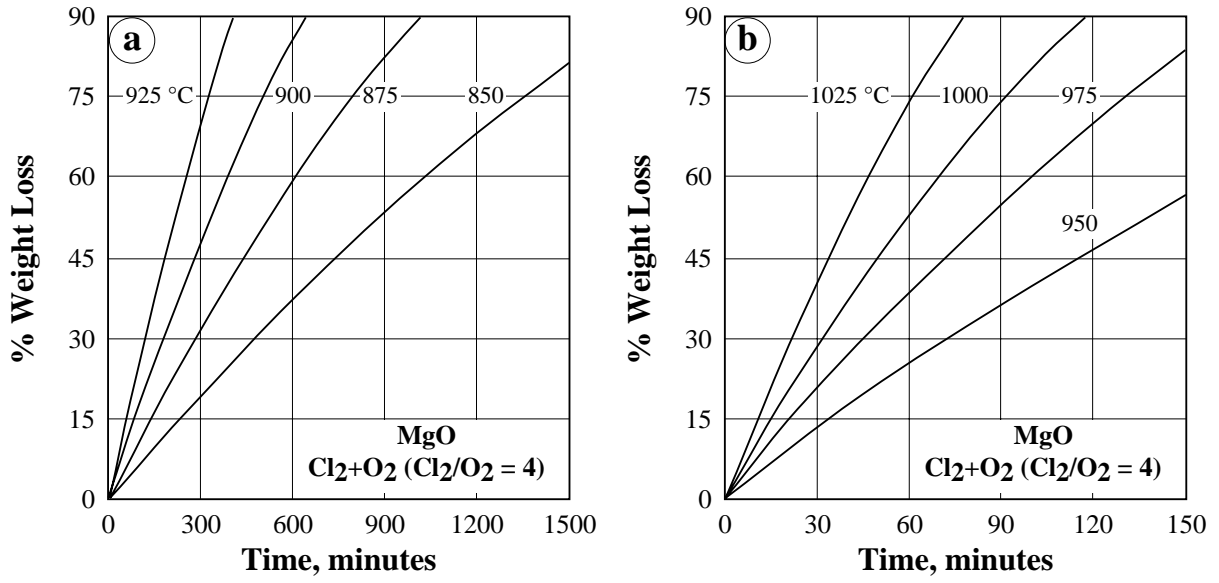 a
% Weight Loss
90
75
60
45
30
15
0
925 °C
900
875
850
MgO
Cl2+O2 (Cl2/O2 = 4)
0 300 600 900 1200 1500
Time, minutes
b
% Weight Loss
90
75
60
45
30
15
0
1025 °C
1000
975
950
MgO
Cl2+O2 (Cl2/O2 = 4)
0 30 60 90 120 150
Time, minutes